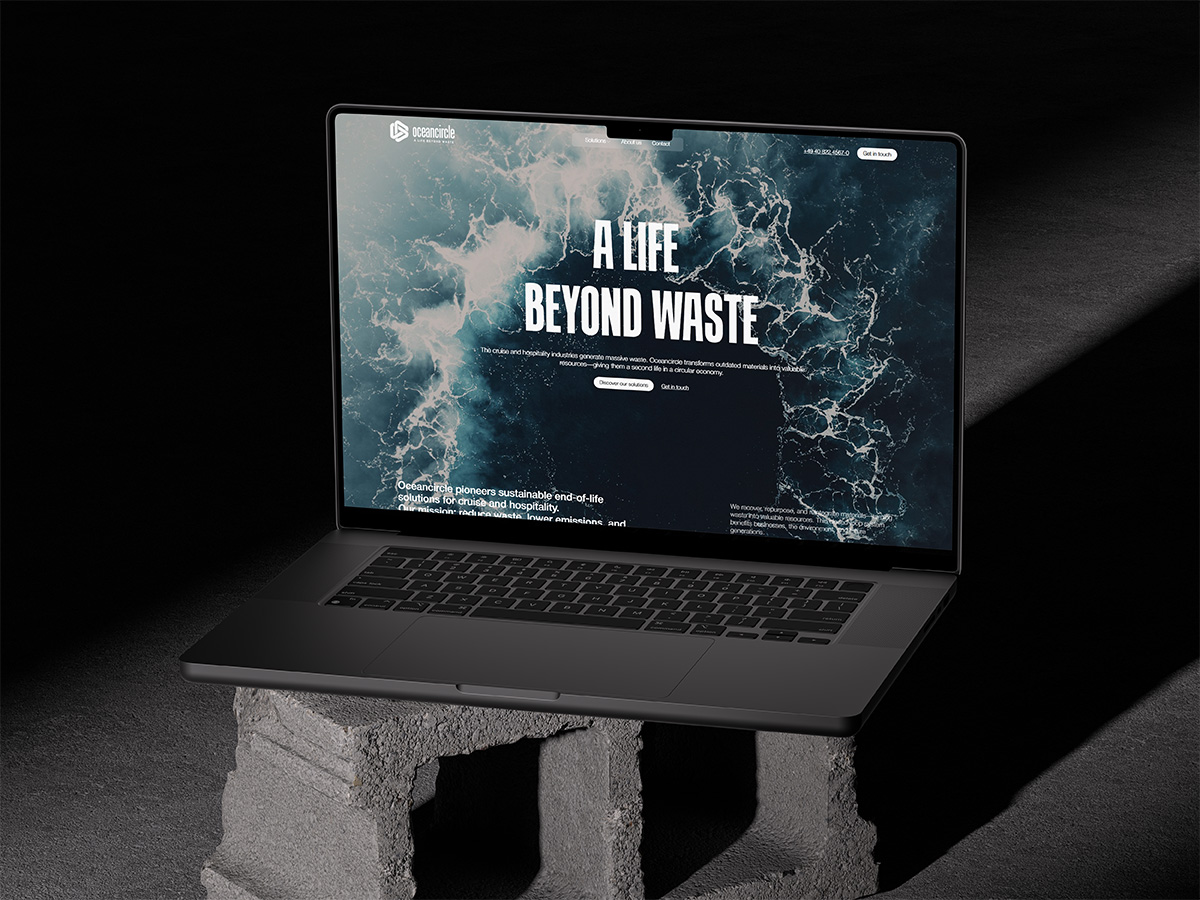 oceancircle
A LIFE BEYOND WASTE
Solutions About us Contact
+49 40 822 4567-0
Get in touch
A LIFE
BEYOND WASTE
The cruise and hospitality industries generate massive waste. Oceancircle transforms outdated materials into valuable
resources—giving them a second life in a circular economy.
Discover our solutions Get in touch
Oceancircle pioneers sustainable end-of-life
solutions for cruise and hospitality.
Our mission: reduce waste, lower emissions, and
We recover, repurpose, and
waste into valuable resources. This
benefits businesses, the environment, and future
generations.